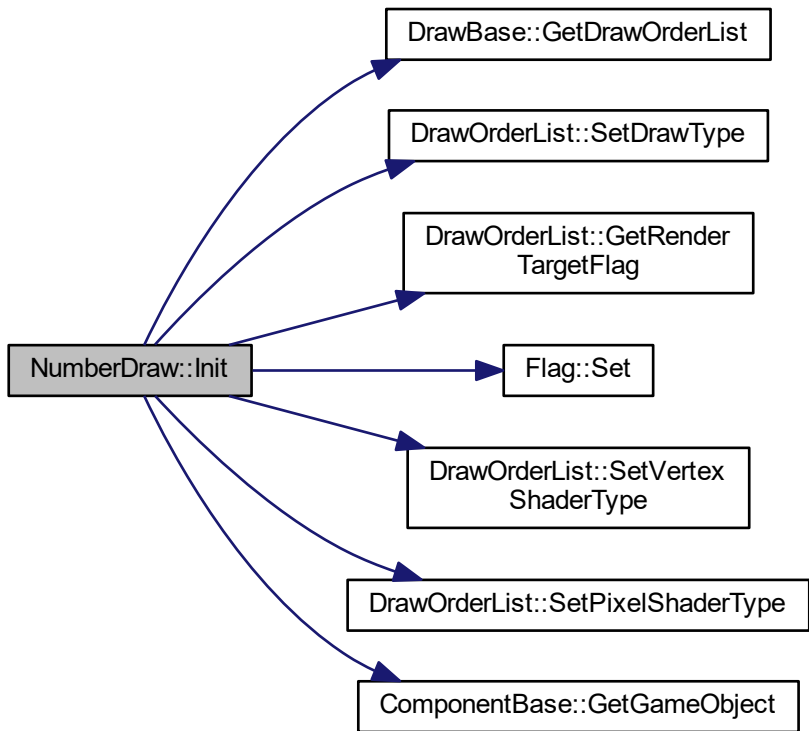 DrawBase::GetDrawOrderList
DrawOrderList::SetDrawType
DrawOrderList::GetRender
TargetFlag
NumberDraw::Init
Flag::Set
DrawOrderList::SetVertex
ShaderType
DrawOrderList::SetPixelShaderType
ComponentBase::GetGameObject